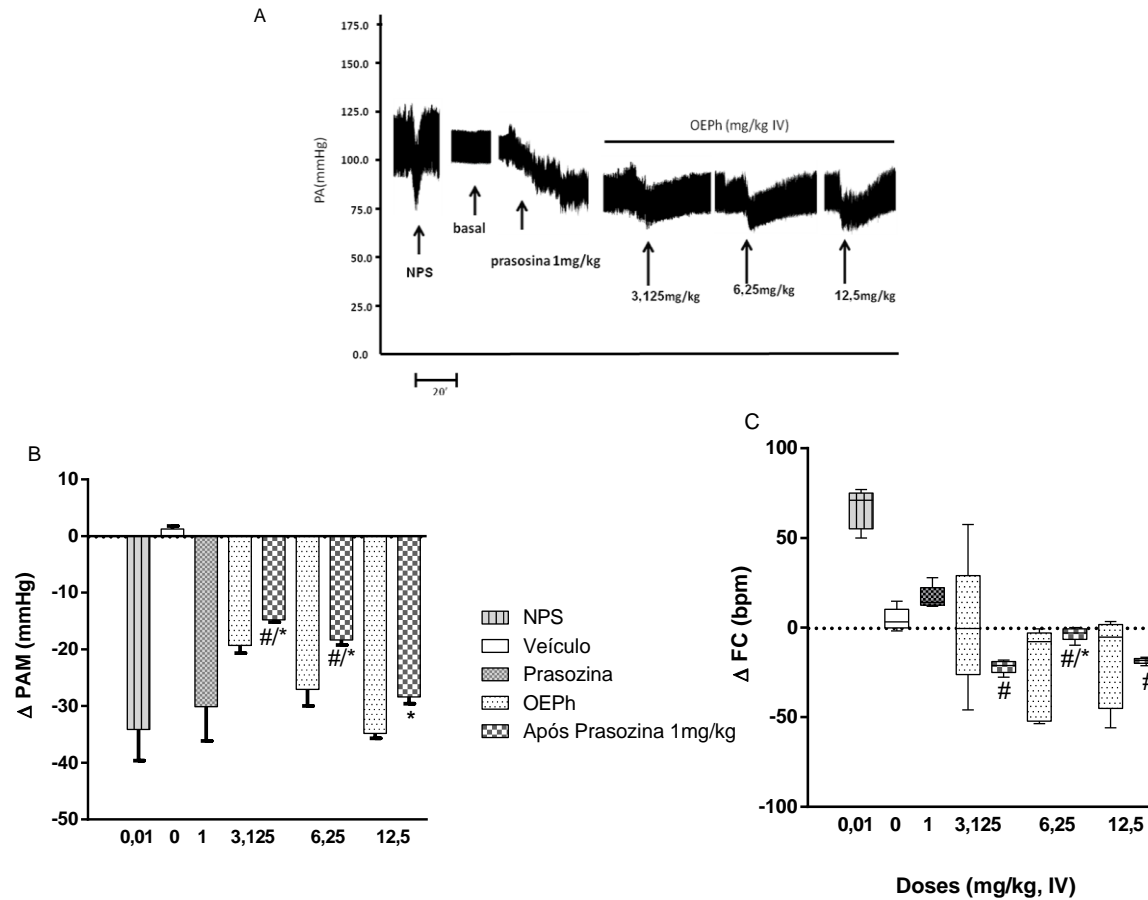 A
175.0
150.0
125.0
100.0
75.0
50.0
25.0
0.0
PA(mmHg)
OEPh (mg/kg IV)
NPS
basal
prasosina 1mg/kg
3,125mg/kg
6,25mg/kg
12,5mg/kg
20'
B
10
0
-10
-20
-30
-40
-50
Δ PAM (mmHg)
#/*
#/*
*
0,01 0 1 3,125 6,25 12,5
NPS
Veículo
Prasozina
OEPh
Após Prasozina 1mg/kg
C
100
50
0
-50
-100
Δ FC (bpm)
#
#/*
#
0,01 0 1 3,125 6,25 12,5
Doses (mg/kg, IV)